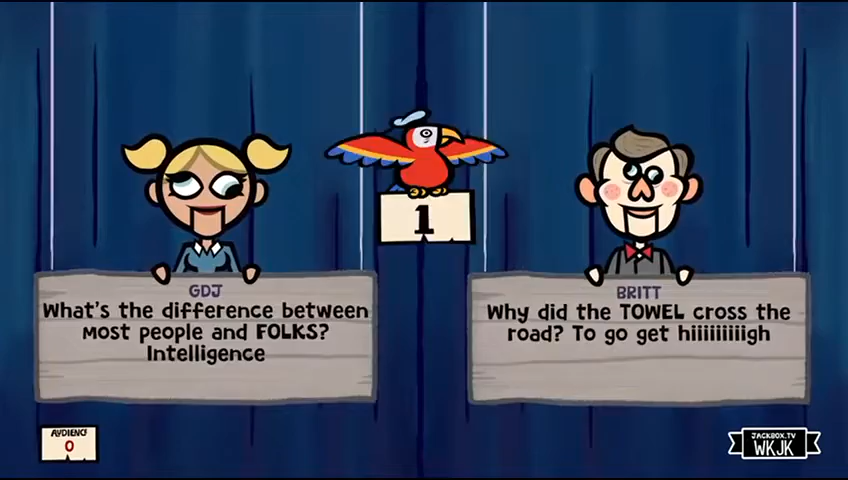 1
GDJ
What's the difference between
most people and FOLKS?
Intelligence
BRITT
Why did the TOWEL cross the
road? To go get hiiiiiiiiigh
AUDIENCE
0
JACKBOX.TV
WKJK